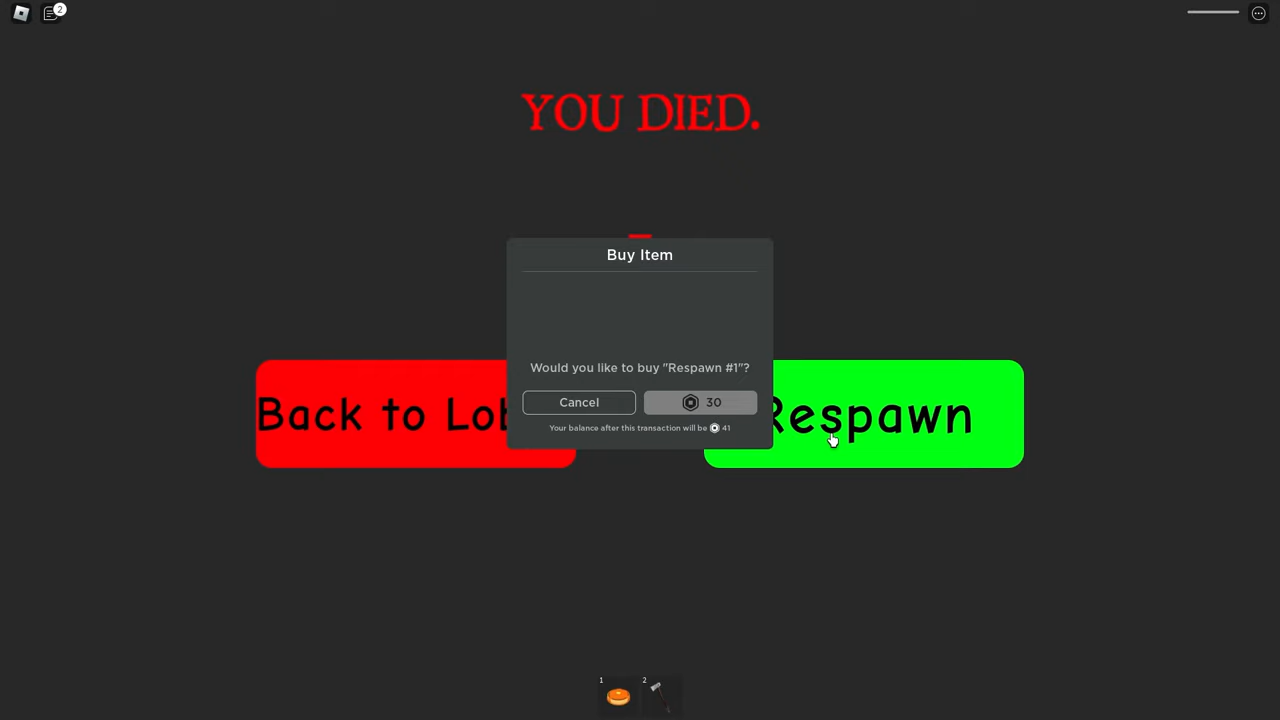 2
YOU DIED.
Buy Item
Would you like to buy "Respawn #1"?
Cancel
30
Your balance after this transaction will be 41
Back to Lob
Respawn
1
2